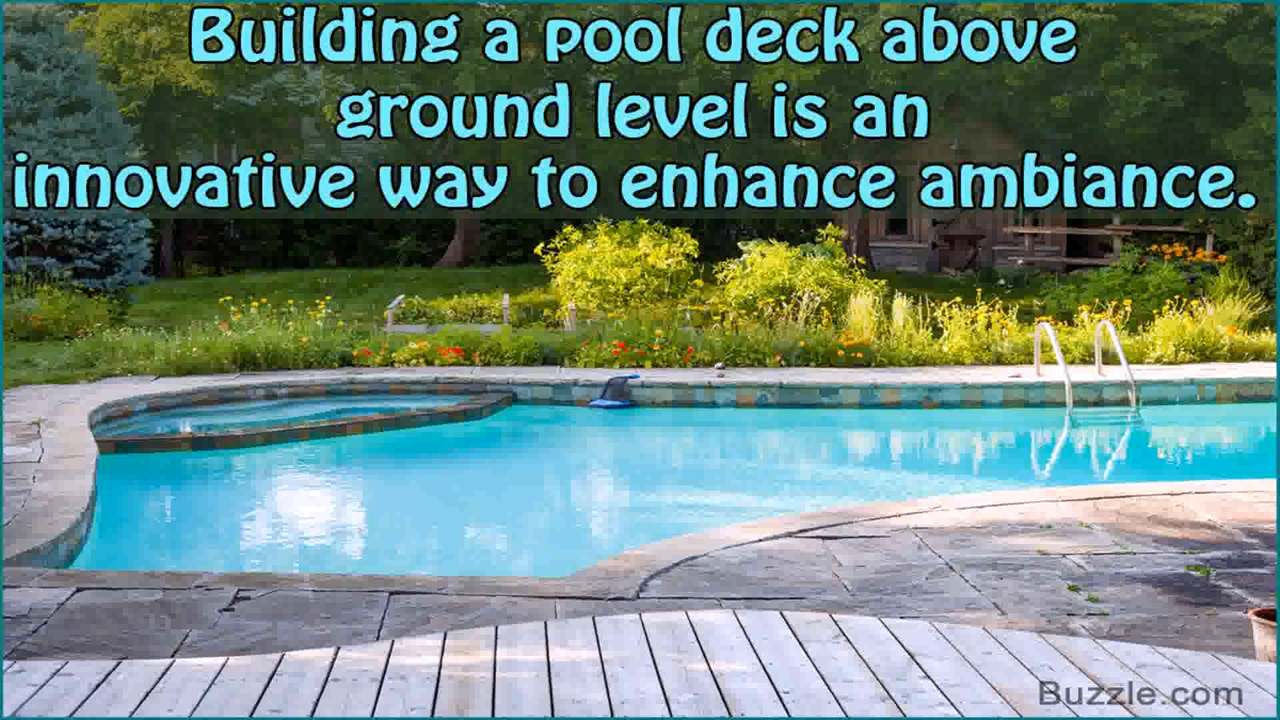 Building a pool deck above
ground level is an
innovative way to enhance ambiance.
Buzzle.com